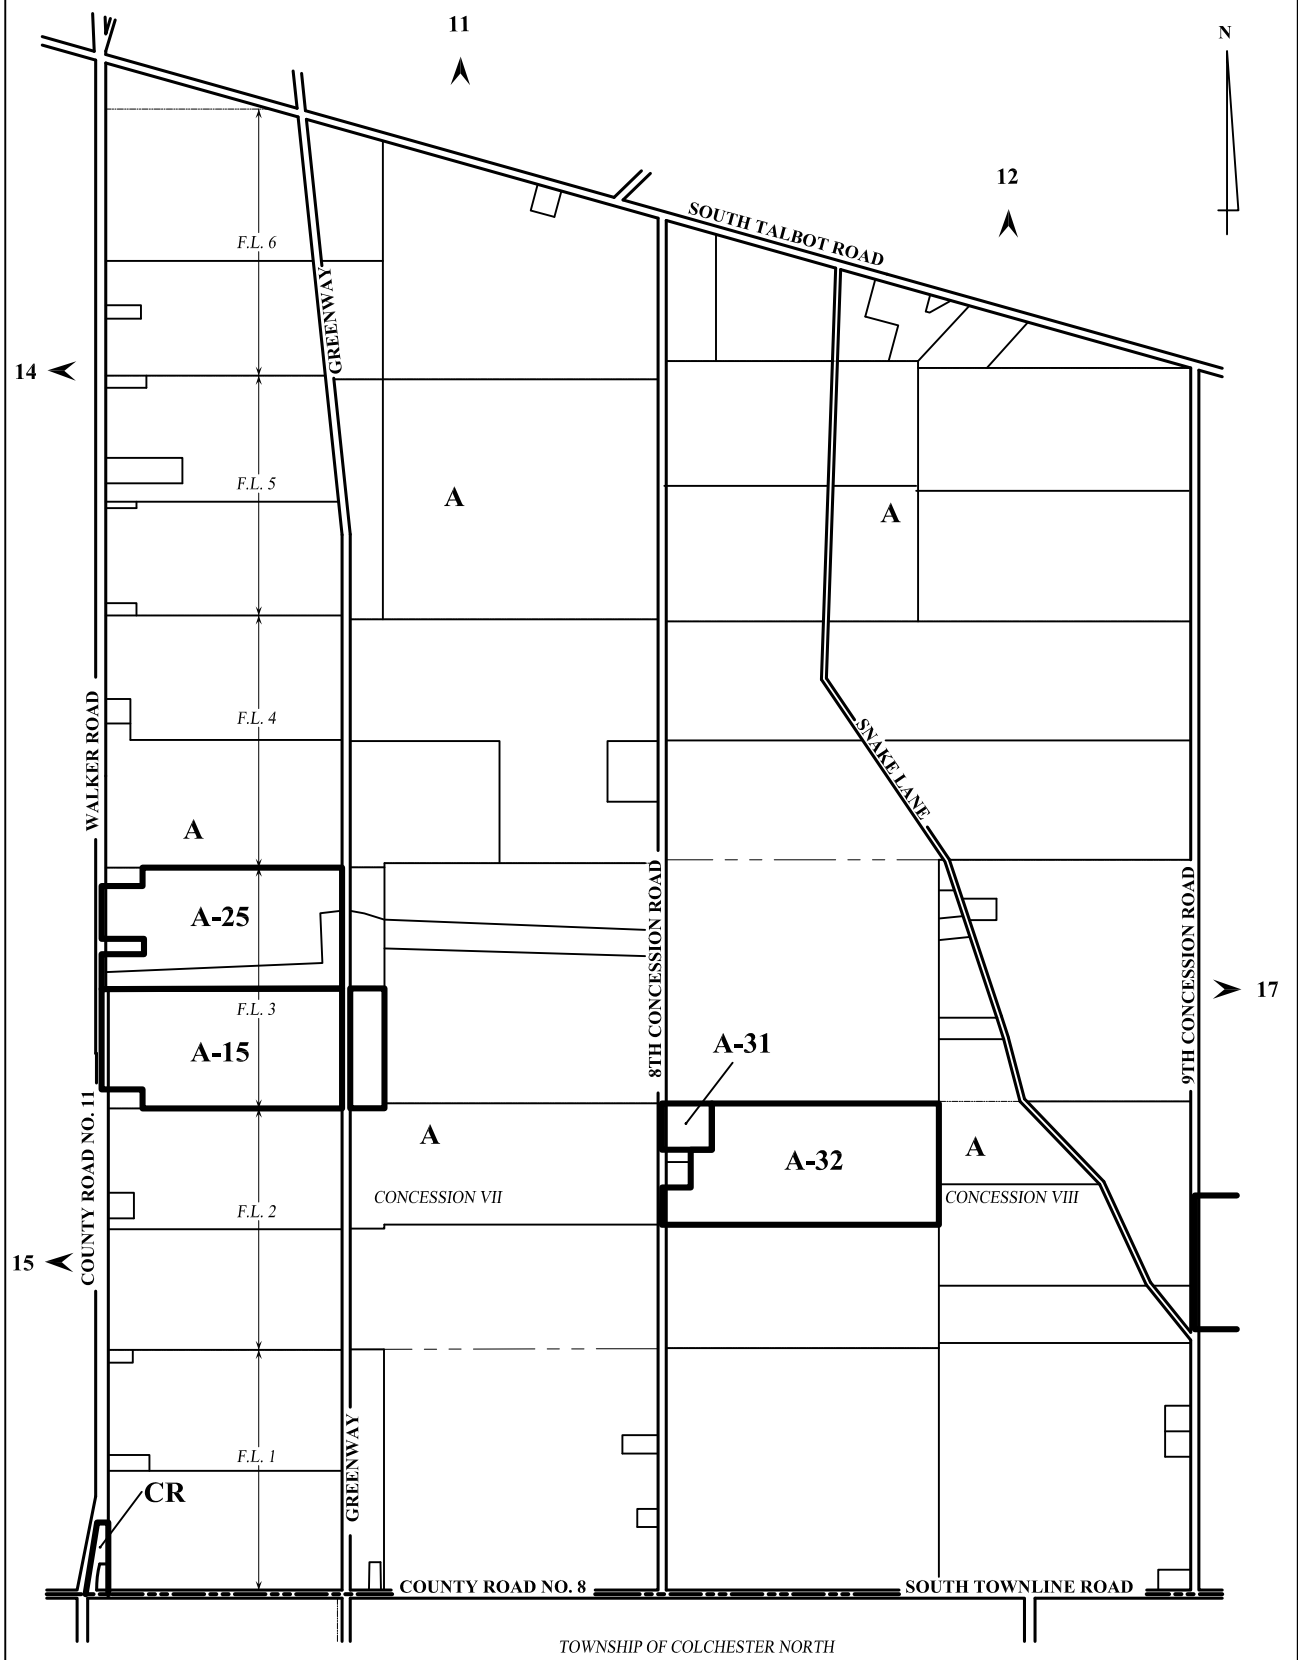 11
N
12
SOUTH TALBOT ROAD
F.L. 6
GREENWAY
14
F.L. 5
A
A
F.L. 4
WALKER ROAD
SNAKE LANE
A
A-25
8TH CONCESSION ROAD
9TH CONCESSION ROAD
17
F.L. 3
A-15
A-31
COUNTY ROAD NO. 11
A
A-32
A
CONCESSION VII
CONCESSION VIII
F.L. 2
15
F.L. 1
GREENWAY
CR
COUNTY ROAD NO. 8
SOUTH TOWNLINE ROAD
TOWNSHIP OF COLCHESTER NORTH